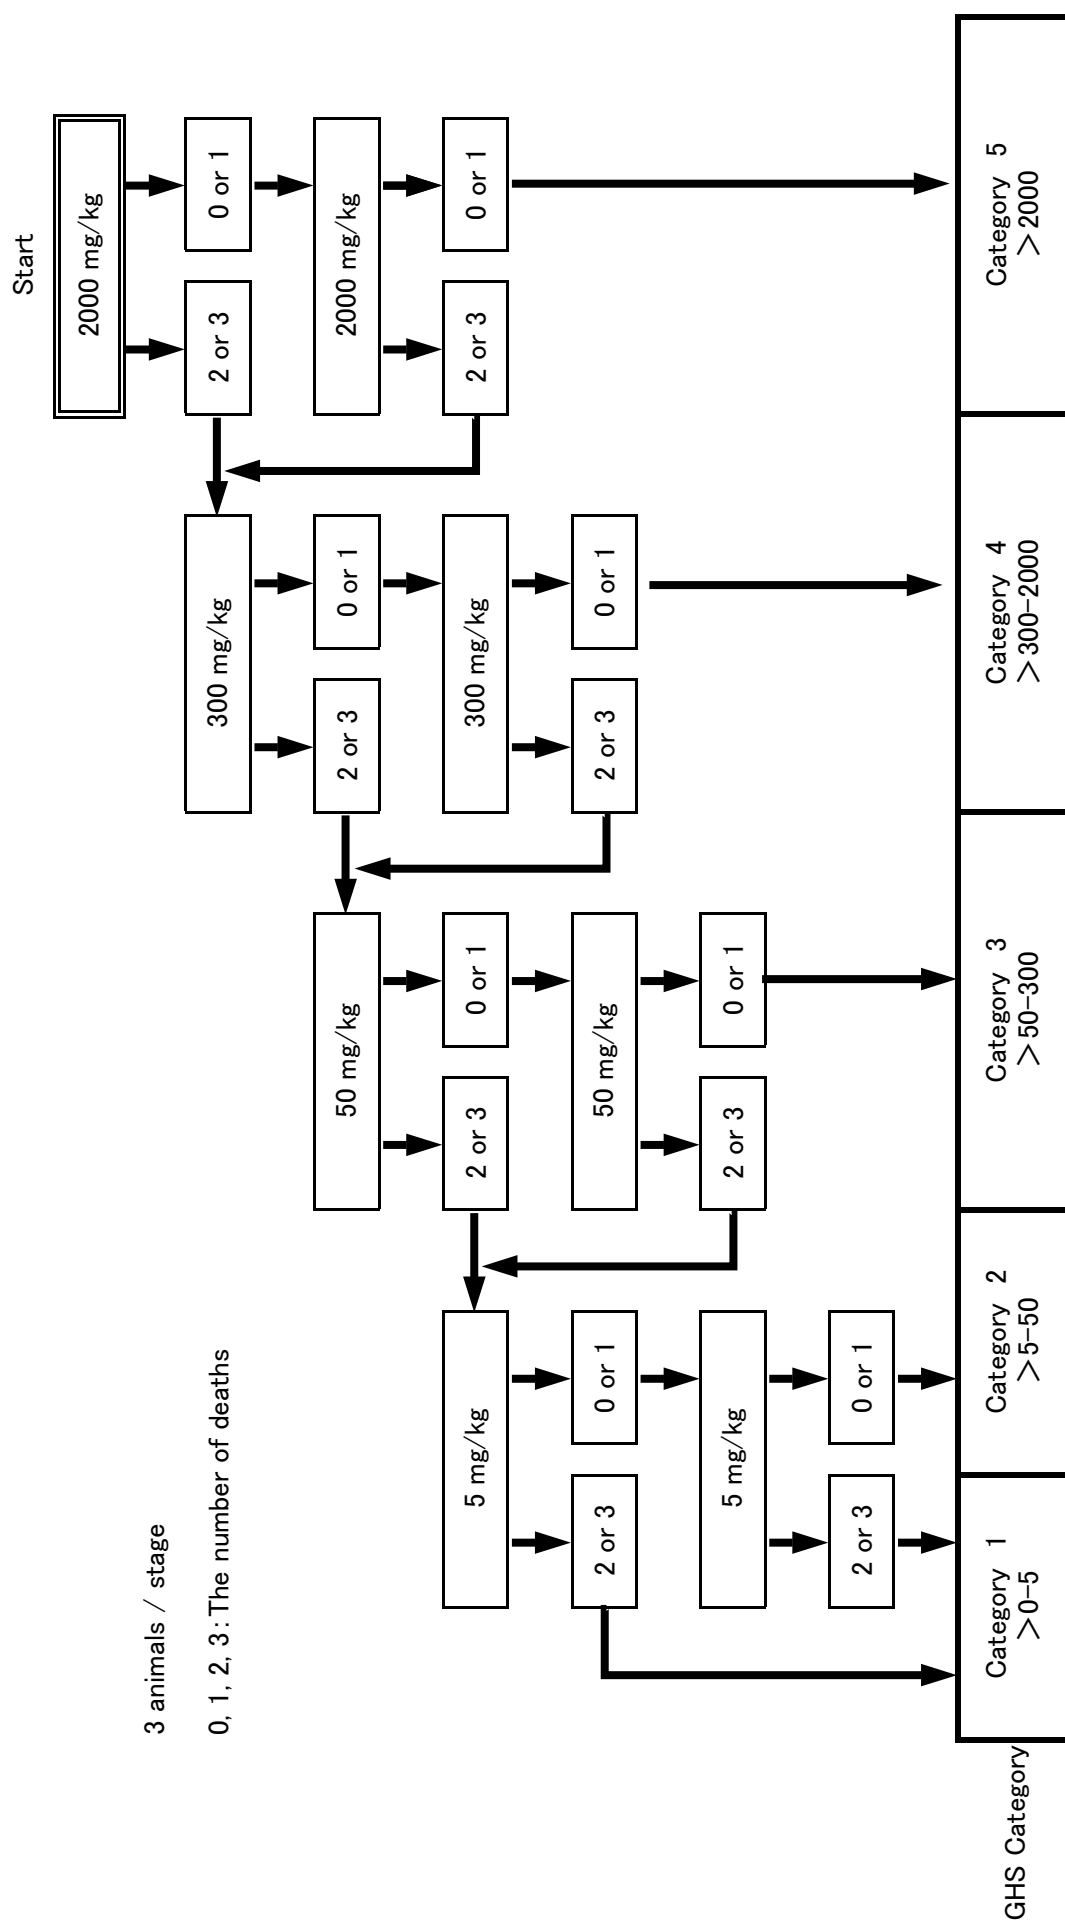 Start
2000 mg/kg
2 or 3
0 or 1
2000 mg/kg
2 or 3
0 or 1
300 mg/kg
2 or 3
0 or 1
300 mg/kg
2 or 3
0 or 1
50 mg/kg
2 or 3
0 or 1
50 mg/kg
2 or 3
0 or 1
5 mg/kg
2 or 3
0 or 1
5 mg/kg
2 or 3
0 or 1
3 animals / stage
0, 1, 2, 3 : The number of deaths
GHS Category
Category 1
>0-5
Category 2
>5-50
Category 3
>50-300
Category 4
>300-2000
Category 5
>2000